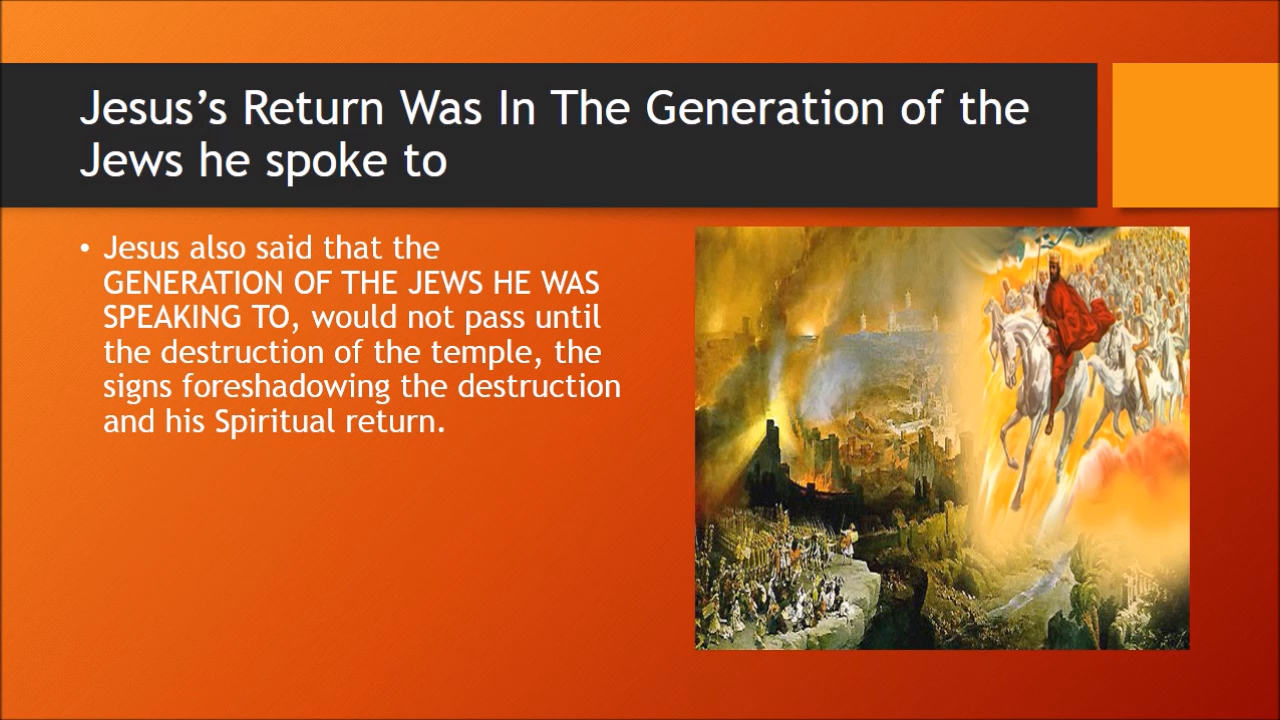 Jesus’s Return Was In The Generation of the
Jews he spoke to
• Jesus also said that the
GENERATION OF THE JEWS HE WAS
SPEAKING TO, would not pass until
the destruction of the temple, the
signs foreshadowing the destruction
and his Spiritual return.